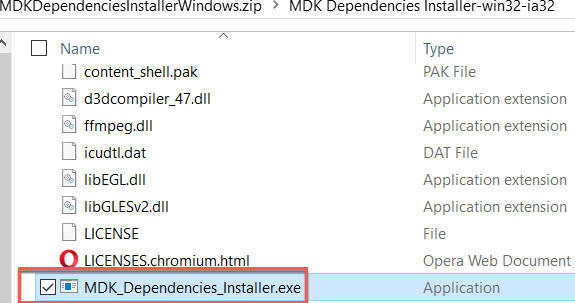 MDKDependenciesInstallerWindows.zip > MDK Dependencies Installer-win32-ia32
Name Type
content_shell.pak PAK File
d3dcompiler_47.dll Application extension
ffmpeg.dll Application extension
icudtl.dat DAT File
libEGL.dll Application extension
libGLESv2.dll Application extension
LICENSE File
LICENSES.chromium.html Opera Web Document
MDK_Dependencies_Installer.exe Application